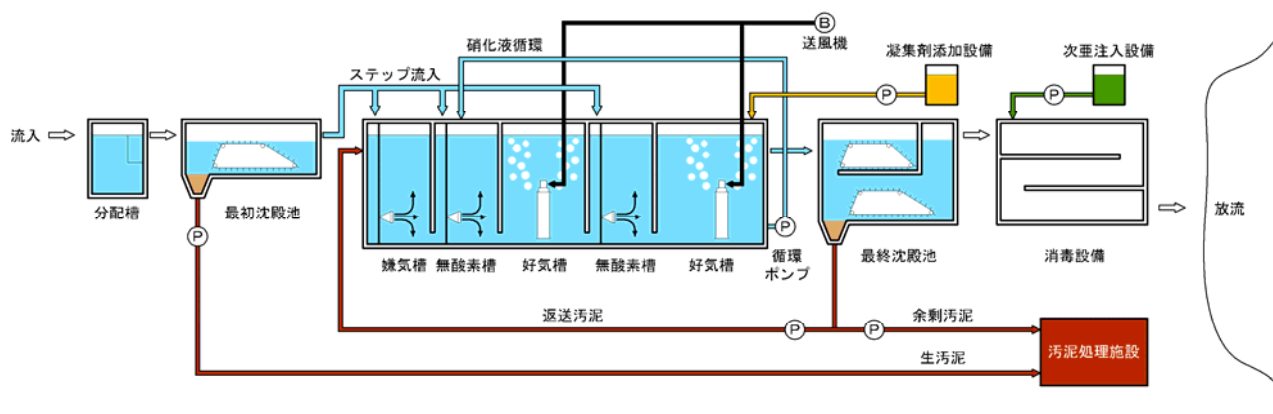 B
送風機
硝化液循環
凝集剤添加設備
次亜注入設備
ステップ流入
P
P
流入
分配槽
最初沈殿池
P
嫌気槽
無酸素槽
好気槽
無酸素槽
好気槽
P
循環
ポンプ
最終沈殿池
消毒設備
放流
返送汚泥
P
P
余剰汚泥
生汚泥
汚泥処理施設